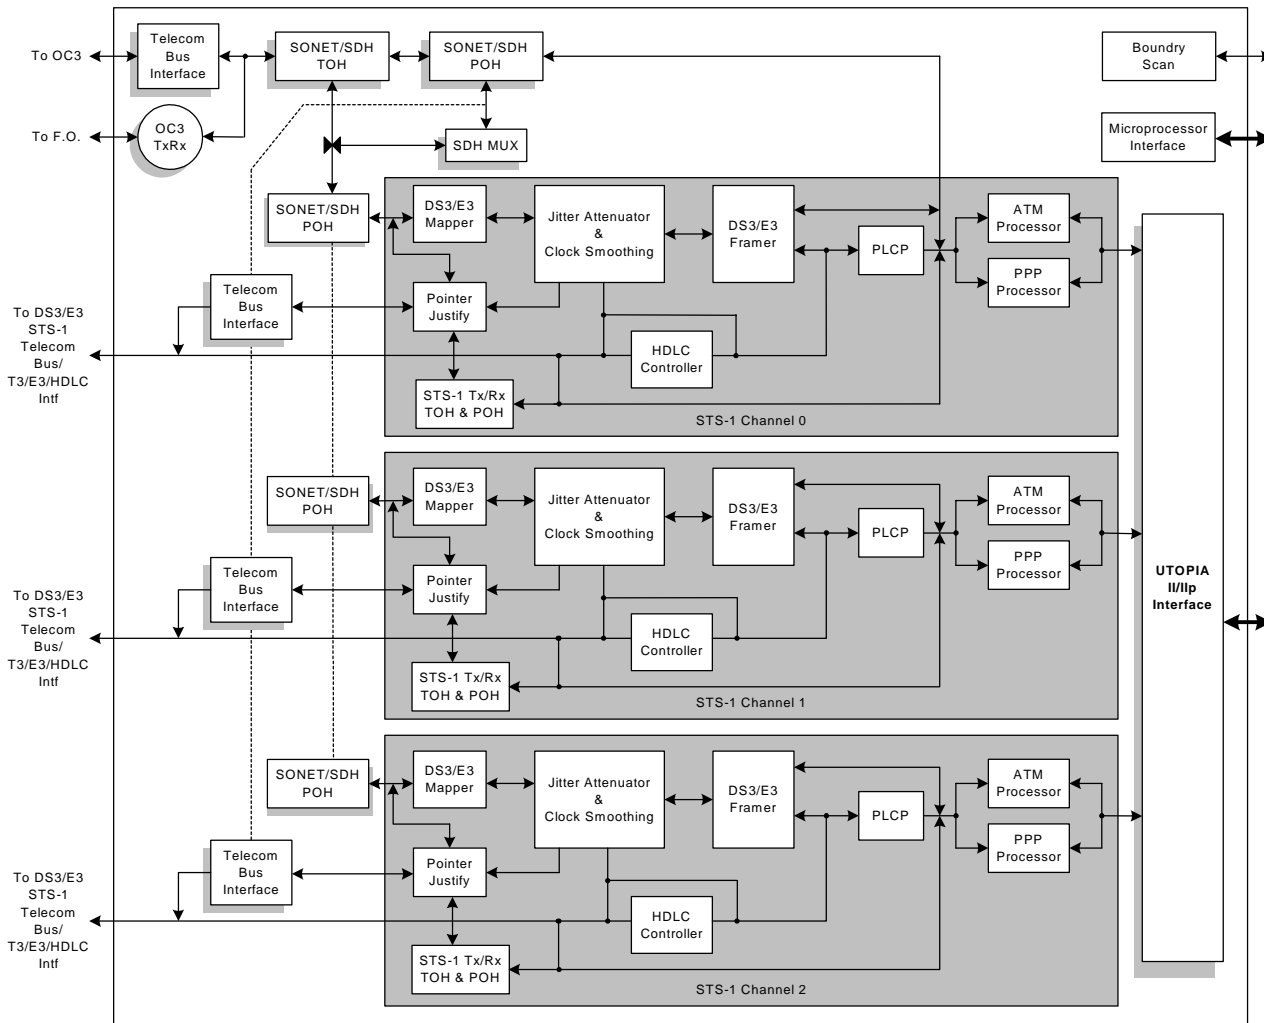 To OC3
Telecom
Bus
Interface
SONET/SDH
TOH
SONET/SDH
POH
Boundry
Scan
To F.O.
OC3
TxRx
SDH MUX
Microprocessor
Interface
SONET/SDH
POH
DS3/E3
Mapper
Jitter Attenuator
&
Clock Smoothing
DS3/E3
Framer
PLCP
ATM
Processor
PPP
Processor
Telecom
Bus
Interface
Pointer
Justify
To DS3/E3
STS-1
Telecom
Bus/
T3/E3/HDLC
Intf
HDLC
Controller
STS-1 Tx/Rx
TOH & POH
STS-1 Channel 0
SONET/SDH
POH
DS3/E3
Mapper
Jitter Attenuator
&
Clock Smoothing
DS3/E3
Framer
PLCP
ATM
Processor
PPP
Processor
Telecom
Bus
Interface
Pointer
Justify
To DS3/E3
STS-1
Telecom
Bus/
T3/E3/HDLC
Intf
HDLC
Controller
STS-1 Tx/Rx
TOH & POH
STS-1 Channel 1
UTOPIA
II/IIp
Interface
SONET/SDH
POH
DS3/E3
Mapper
Jitter Attenuator
&
Clock Smoothing
DS3/E3
Framer
PLCP
ATM
Processor
PPP
Processor
Telecom
Bus
Interface
Pointer
Justify
To DS3/E3
STS-1
Telecom
Bus/
T3/E3/HDLC
Intf
HDLC
Controller
STS-1 Tx/Rx
TOH & POH
STS-1 Channel 2